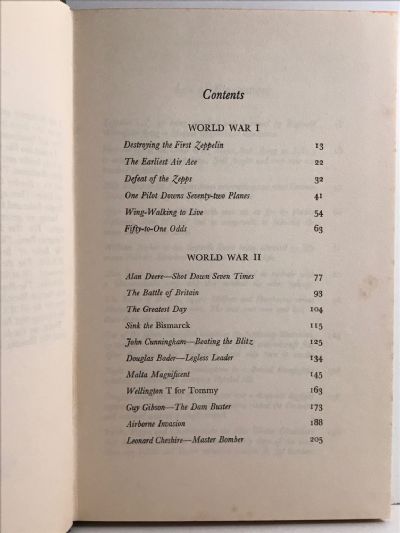 Contents
WORLD WAR I
Destroying the First Zeppelin 13
The Earliest Air Ace 22
Defeat of the Zepps 32
One Pilot Downs Seventy-two Planes 41
Wing-Walking to Live 54
Fifty-to-One Odds 63
WORLD WAR II
Alan Deere—Shot Down Seven Times 77
The Battle of Britain 93
The Greatest Day 104
Sink the Bismarck 115
John Cunningham—Beating the Blitz 125
Douglas Bader—Legless Leader 134
Malta Magnificent 145
Wellington T for Tommy 163
Guy Gibson—The Dam Buster 173
Airborne Invasion 188
Leonard Cheshire—Master Bomber 205